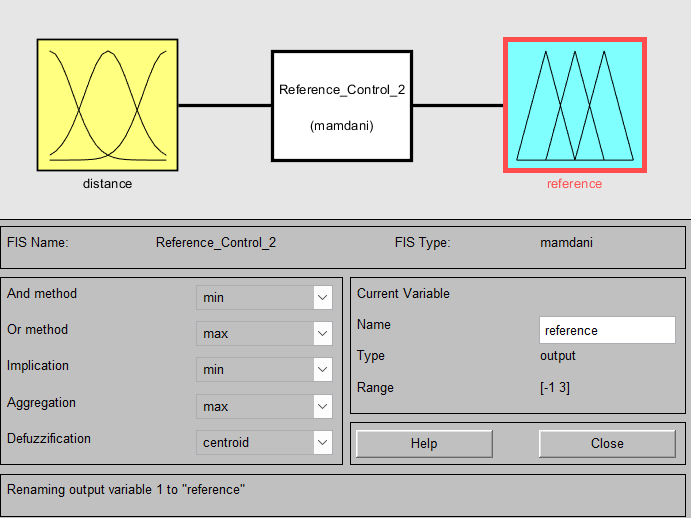 Reference_Control_2
(mamdani)
distance
reference
FIS Name: Reference_Control_2 FIS Type: mamdani
And method min
Or method max
Implication min
Aggregation max
Defuzzification centroid
Current Variable
Name reference
Type output
Range [-1 3]
Help Close
Renaming output variable 1 to "reference"